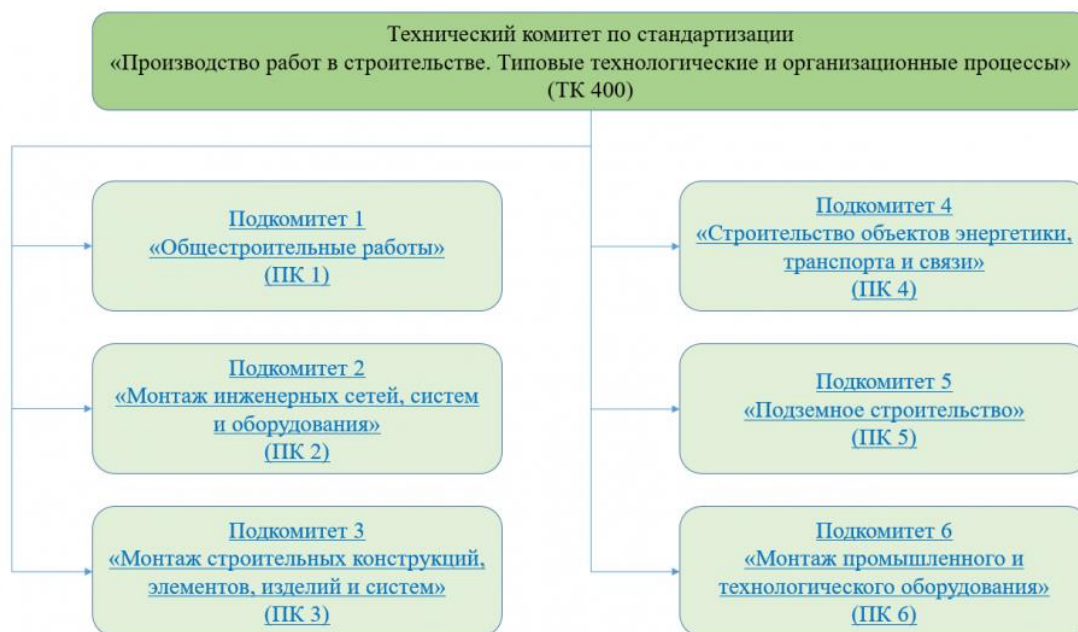 Технический комитет по стандартизации
«Производство работ в строительстве. Типовые технологические и организационные процессы»
(ТК 400)
Подкомитет 1
«Общестроительные работы»
(ПК 1)
Подкомитет 2
«Монтаж инженерных сетей, систем
и оборудования»
(ПК 2)
Подкомитет 3
«Монтаж строительных конструкций,
элементов, изделий и систем»
(ПК 3)
Подкомитет 4
«Строительство объектов энергетики,
транспорта и связи»
(ПК 4)
Подкомитет 5
«Подземное строительство»
(ПК 5)
Подкомитет 6
«Монтаж промышленного и
технологического оборудования»
(ПК 6)